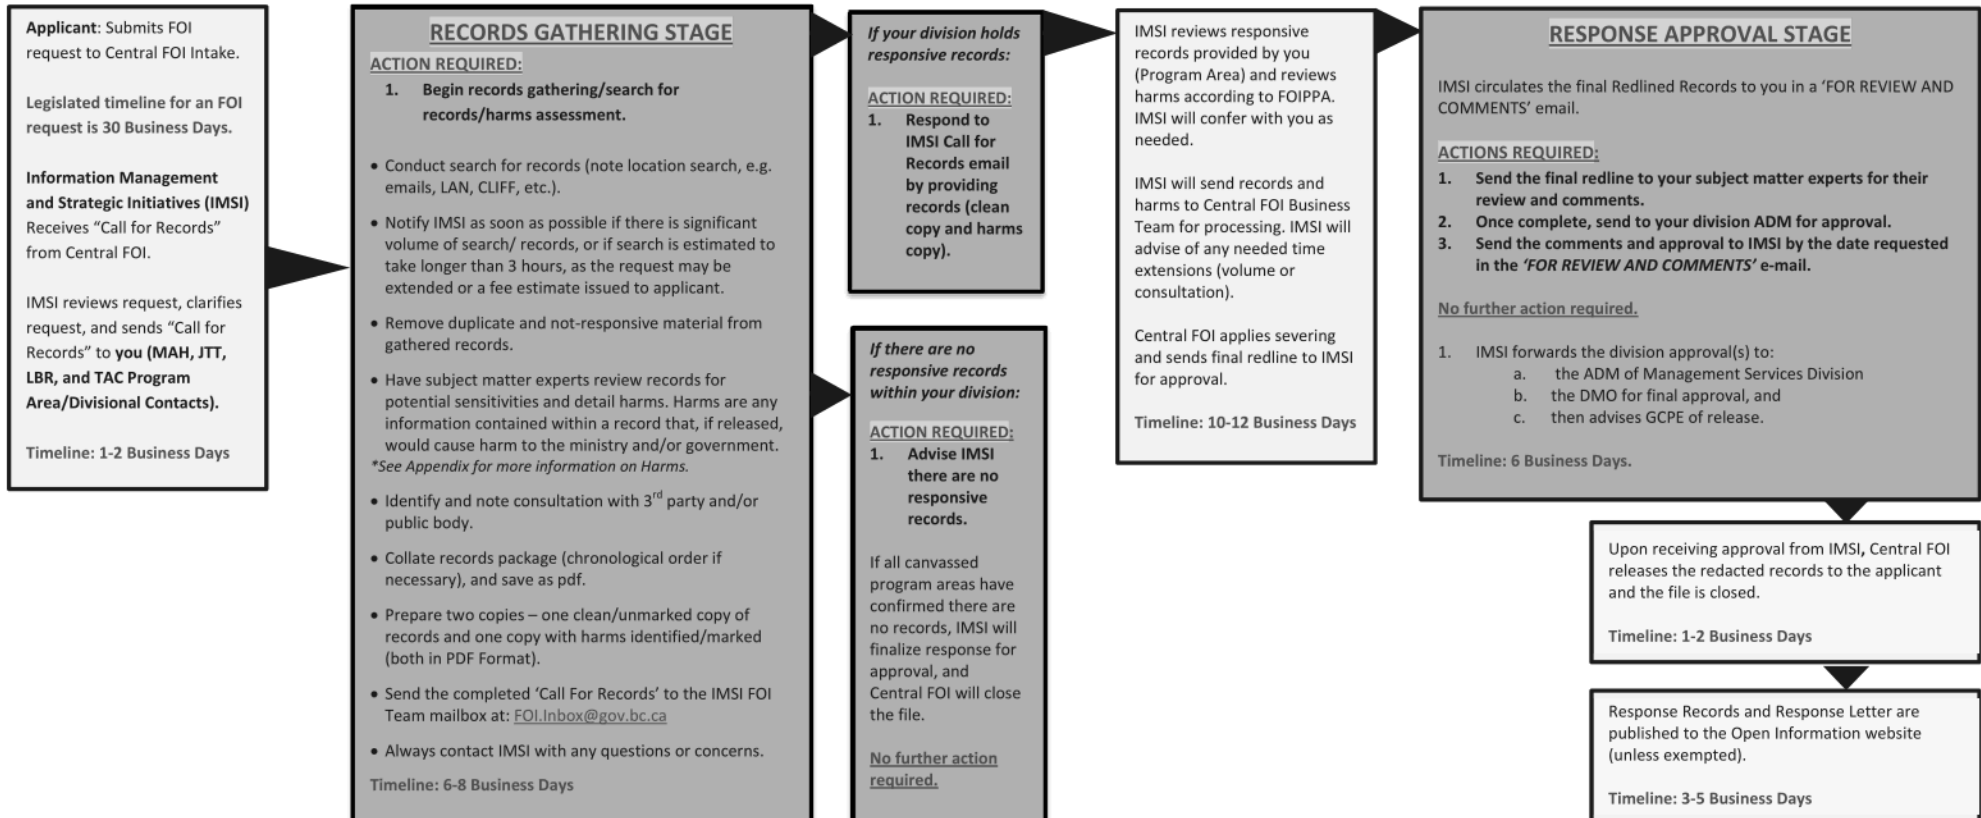 Applicant: Submits FOI
request to Central FOI Intake.
Legislated timeline for an FOI
request is 30 Business Days.
Information Management
and Strategic Initiatives (IMSI)
Receives “Call for Records”
from Central FOI.
IMSI reviews request, clarifies
request, and sends “Call for
Records” to you (MAH, JTT,
LBR, and TAC Program
Area/Divisional Contacts).
Timeline: 1-2 Business Days
RECORDS GATHERING STAGE
ACTION REQUIRED:
1. Begin records gathering/search for
records/harms assessment.
• Conduct search for records (note location search, e.g.
emails, LAN, CLIFF, etc.).
• Notify IMSI as soon as possible if there is significant
volume of search/ records, or if search is estimated to
take longer than 3 hours, as the request may be
extended or a fee estimate issued to applicant.
• Remove duplicate and not-responsive material from
gathered records.
• Have subject matter experts review records for
potential sensitivities and detail harms. Harms are any
information contained within a record that, if released,
would cause harm to the ministry and/or government.
*See Appendix for more information on Harms.
• Identify and note consultation with 3rd party and/or
public body.
• Collate records package (chronological order if
necessary), and save as pdf.
• Prepare two copies – one clean/unmarked copy of
records and one copy with harms identified/marked
(both in PDF Format).
• Send the completed ‘Call For Records’ to the IMSI FOI
Team mailbox at: FOI.Inbox@gov.bc.ca
• Always contact IMSI with any questions or concerns.
Timeline: 6-8 Business Days
If your division holds
responsive records:
ACTION REQUIRED:
1. Respond to
IMSI Call for
Records email
by providing
records (clean
copy and harms
copy).
If there are no
responsive records
within your division:
ACTION REQUIRED:
1. Advise IMSI
there are no
responsive
records.
If all canvassed
program areas have
confirmed there are
no records, IMSI will
finalize response for
approval, and
Central FOI will close
the file.
No further action
required.
IMSI reviews responsive
records provided by you
(Program Area) and reviews
harms according to FOIPPA.
IMSI will confer with you as
needed.
IMSI will send records and
harms to Central FOI Business
Team for processing. IMSI will
advise of any needed time
extensions (volume or
consultation).
Central FOI applies severing
and sends final redline to IMSI
for approval.
Timeline: 10-12 Business Days
RESPONSE APPROVAL STAGE
IMSI circulates the final Redlined Records to you in a ‘FOR REVIEW AND
COMMENTS’ email.
ACTIONS REQUIRED:
1. Send the final redline to your subject matter experts for their
review and comments.
2. Once complete, send to your division ADM for approval.
3. Send the comments and approval to IMSI by the date requested
in the ‘FOR REVIEW AND COMMENTS’ e-mail.
No further action required.
1. IMSI forwards the division approval(s) to:
a. the ADM of Management Services Division
b. the DMO for final approval, and
c. then advises GCPE of release.
Timeline: 6 Business Days.
Upon receiving approval from IMSI, Central FOI
releases the redacted records to the applicant
and the file is closed.
Timeline: 1-2 Business Days
Response Records and Response Letter are
published to the Open Information website
(unless exempted).
Timeline: 3-5 Business Days